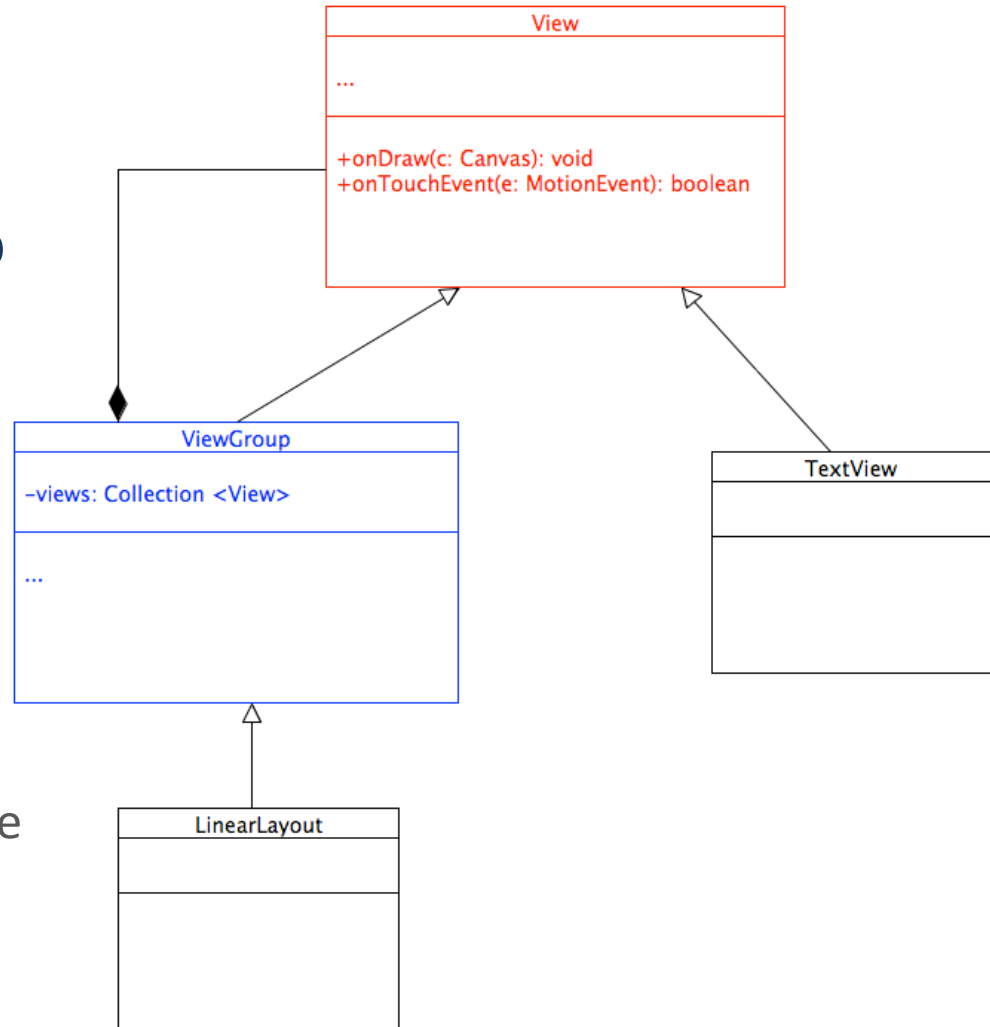 View
...
+onDraw(c: Canvas): void
+onTouchEvent(e: MotionEvent): boolean
)
ViewGroup
-views: Collection <View>
...
TextView
e
LinearLayout